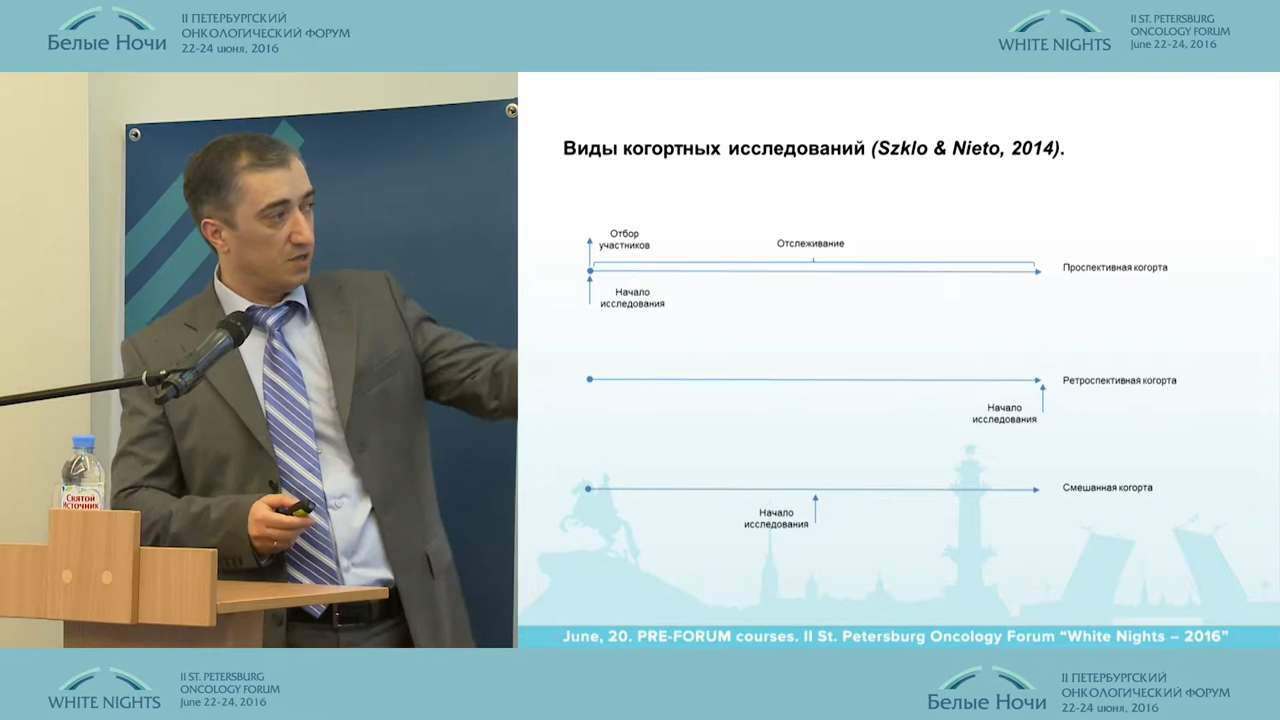 II ПЕТЕРБУРГСКИЙ
ОНКОЛОГИЧЕСКИЙ ФОРУМ
22-24 июня, 2016
Белые Ночи
II ST. PETERSBURG
ONCOLOGY FORUM
June 22-24, 2016
WHITE NIGHTS
Виды когортных исследований (Szklo & Nieto, 2014).
Отбор
участников
Отслеживание
Проспективная когорта
Начало
исследования
Ретроспективная когорта
Начало
исследования
Смешанная когорта
Начало
исследования
СВЯТОЙ
ИСТОЧНИК
June, 20. PRE-FORUM courses. II St. Petersburg Oncology Forum “White Nights – 2016”
WHITE NIGHTS
II ST. PETERSBURG
ONCOLOGY FORUM
June 22-24, 2016
Белые Ночи
II ПЕТЕРБУРГСКИЙ
ОНКОЛОГИЧЕСКИЙ ФОРУМ
22-24 июня, 2016